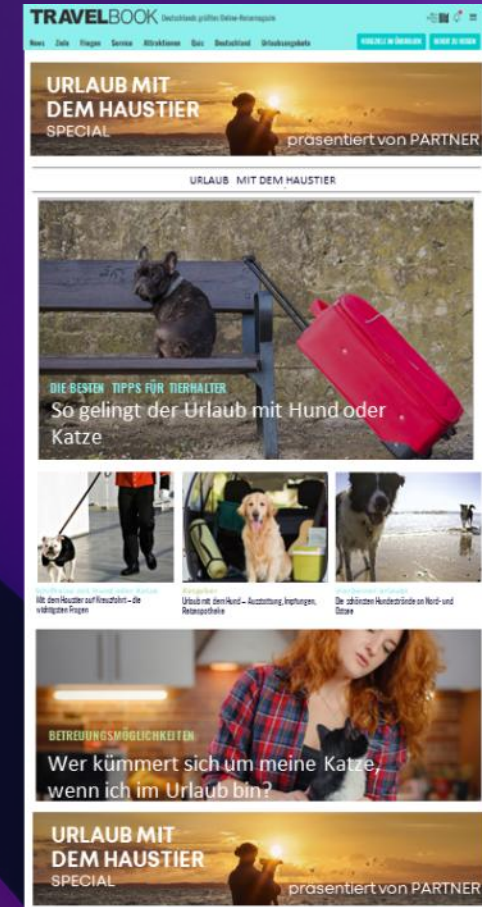 TRAVELBOOK Deutschlands größtes Online-Reisemagazin
News Ziele Fliegen Service Attraktionen Quiz Deutschland Urlaubsangebote
URLAUB MIT
DEM HAUSTIER
SPECIAL
präsentiert von PARTNER
URLAUB MIT DEM HAUSTIER
DIE BESTEN TIPPS FÜR TIERHALTER
So gelingt der Urlaub mit Hund oder
Katze
Mit dem Haustier auf Kreuzfahrt – die
wichtigsten Fragen
Ratgeber
Urlaub mit dem Hund – Ausstattung, Impfungen,
Reiseapotheke
Die schönsten Hundestrände an Nord- und
Ostsee
BETREUUNGSMÖGLICHKEITEN
Wer kümmert sich um meine Katze,
wenn ich im Urlaub bin?
URLAUB MIT
DEM HAUSTIER
SPECIAL
präsentiert von PARTNER